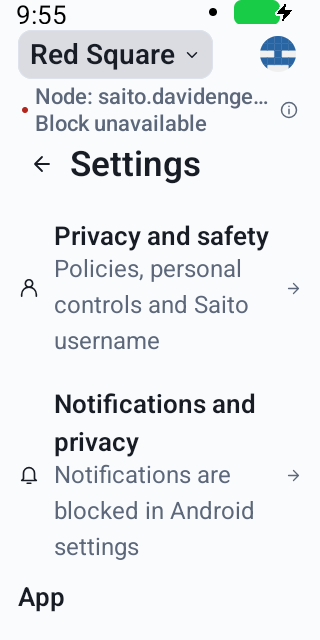 9:55
Red Square
Node: saito.davidenge...
Block unavailable
Settings
Privacy and safety
Policies, personal
controls and Saito
username
Notifications and
privacy
Notifications are
blocked in Android
settings
App